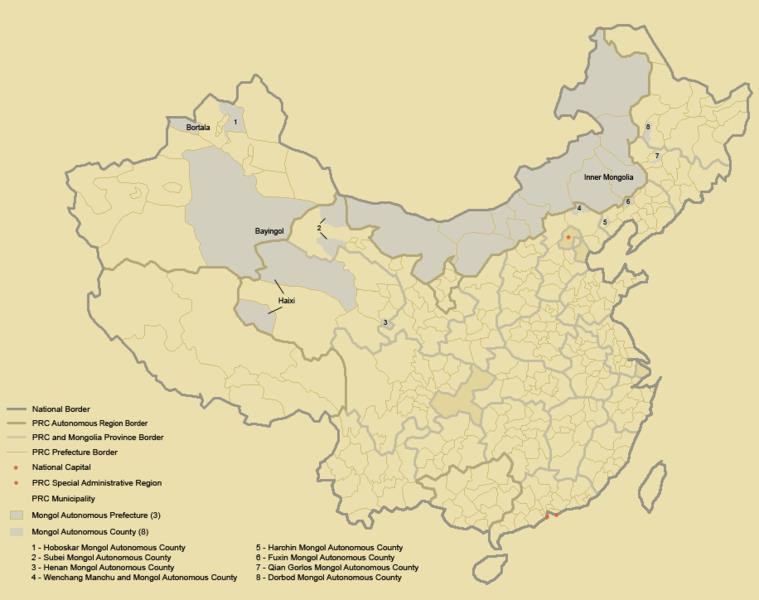 Bortala
1
8
7
Inner Mongolia
6
4
5
Bayingol
2
Haixi
3
National Border
PRC Autonomous Region Border
PRC and Mongolia Province Border
PRC Prefecture Border
National Capital
PRC Special Administrative Region
PRC Municipality
Mongol Autonomous Prefecture (3)
Mongol Autonomous County (8)
1 - Hoboskar Mongol Autonomous County
2 - Subei Mongol Autonomous County
3 - Henan Mongol Autonomous County
4 - Wenchang Manchu and Mongol Autonomous County
5 - Harchin Mongol Autonomous County
6 - Fuxin Mongol Autonomous County
7 - Qian Gorlos Mongol Autonomous County
8 - Dorbod Mongol Autonomous County